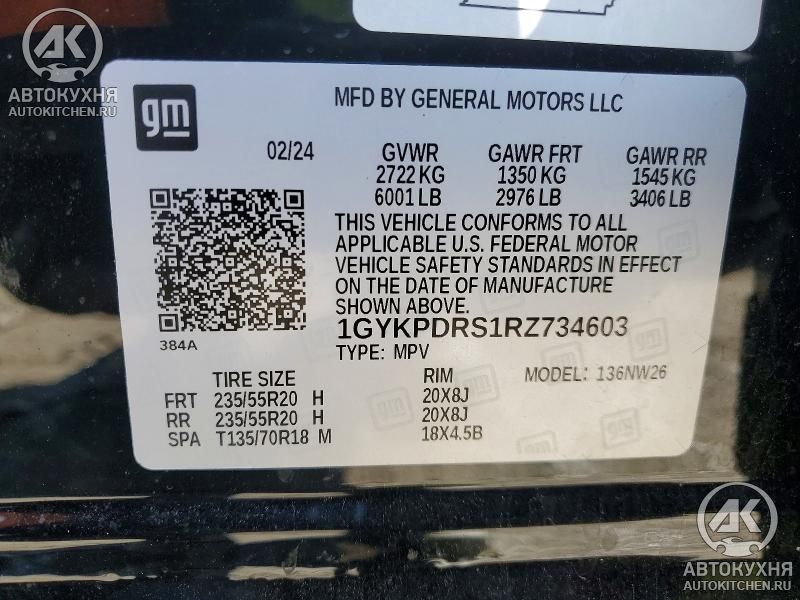 АК
АВТОКУХНЯ
AUTOKITCHEN.RU
gm
MFD BY GENERAL MOTORS LLC
02/24 GVWR GAWR FRT GAWR RR
2722 KG 1350 KG 1545 KG
6001 LB 2976 LB 3406 LB
THIS VEHICLE CONFORMS TO ALL
APPLICABLE U.S. FEDERAL MOTOR
VEHICLE SAFETY STANDARDS IN EFFECT
ON THE DATE OF MANUFACTURE
SHOWN ABOVE.
384A
1GYKPDRS1RZ734603
TYPE: MPV
TIRE SIZE RIM MODEL: 136NW26
FRT 235/55R20 H 20X8J
RR 235/55R20 H 20X8J
SPA T135/70R18 M 18X4.5B
АК
АВТОКУХНЯ
AUTOKITCHEN.RU